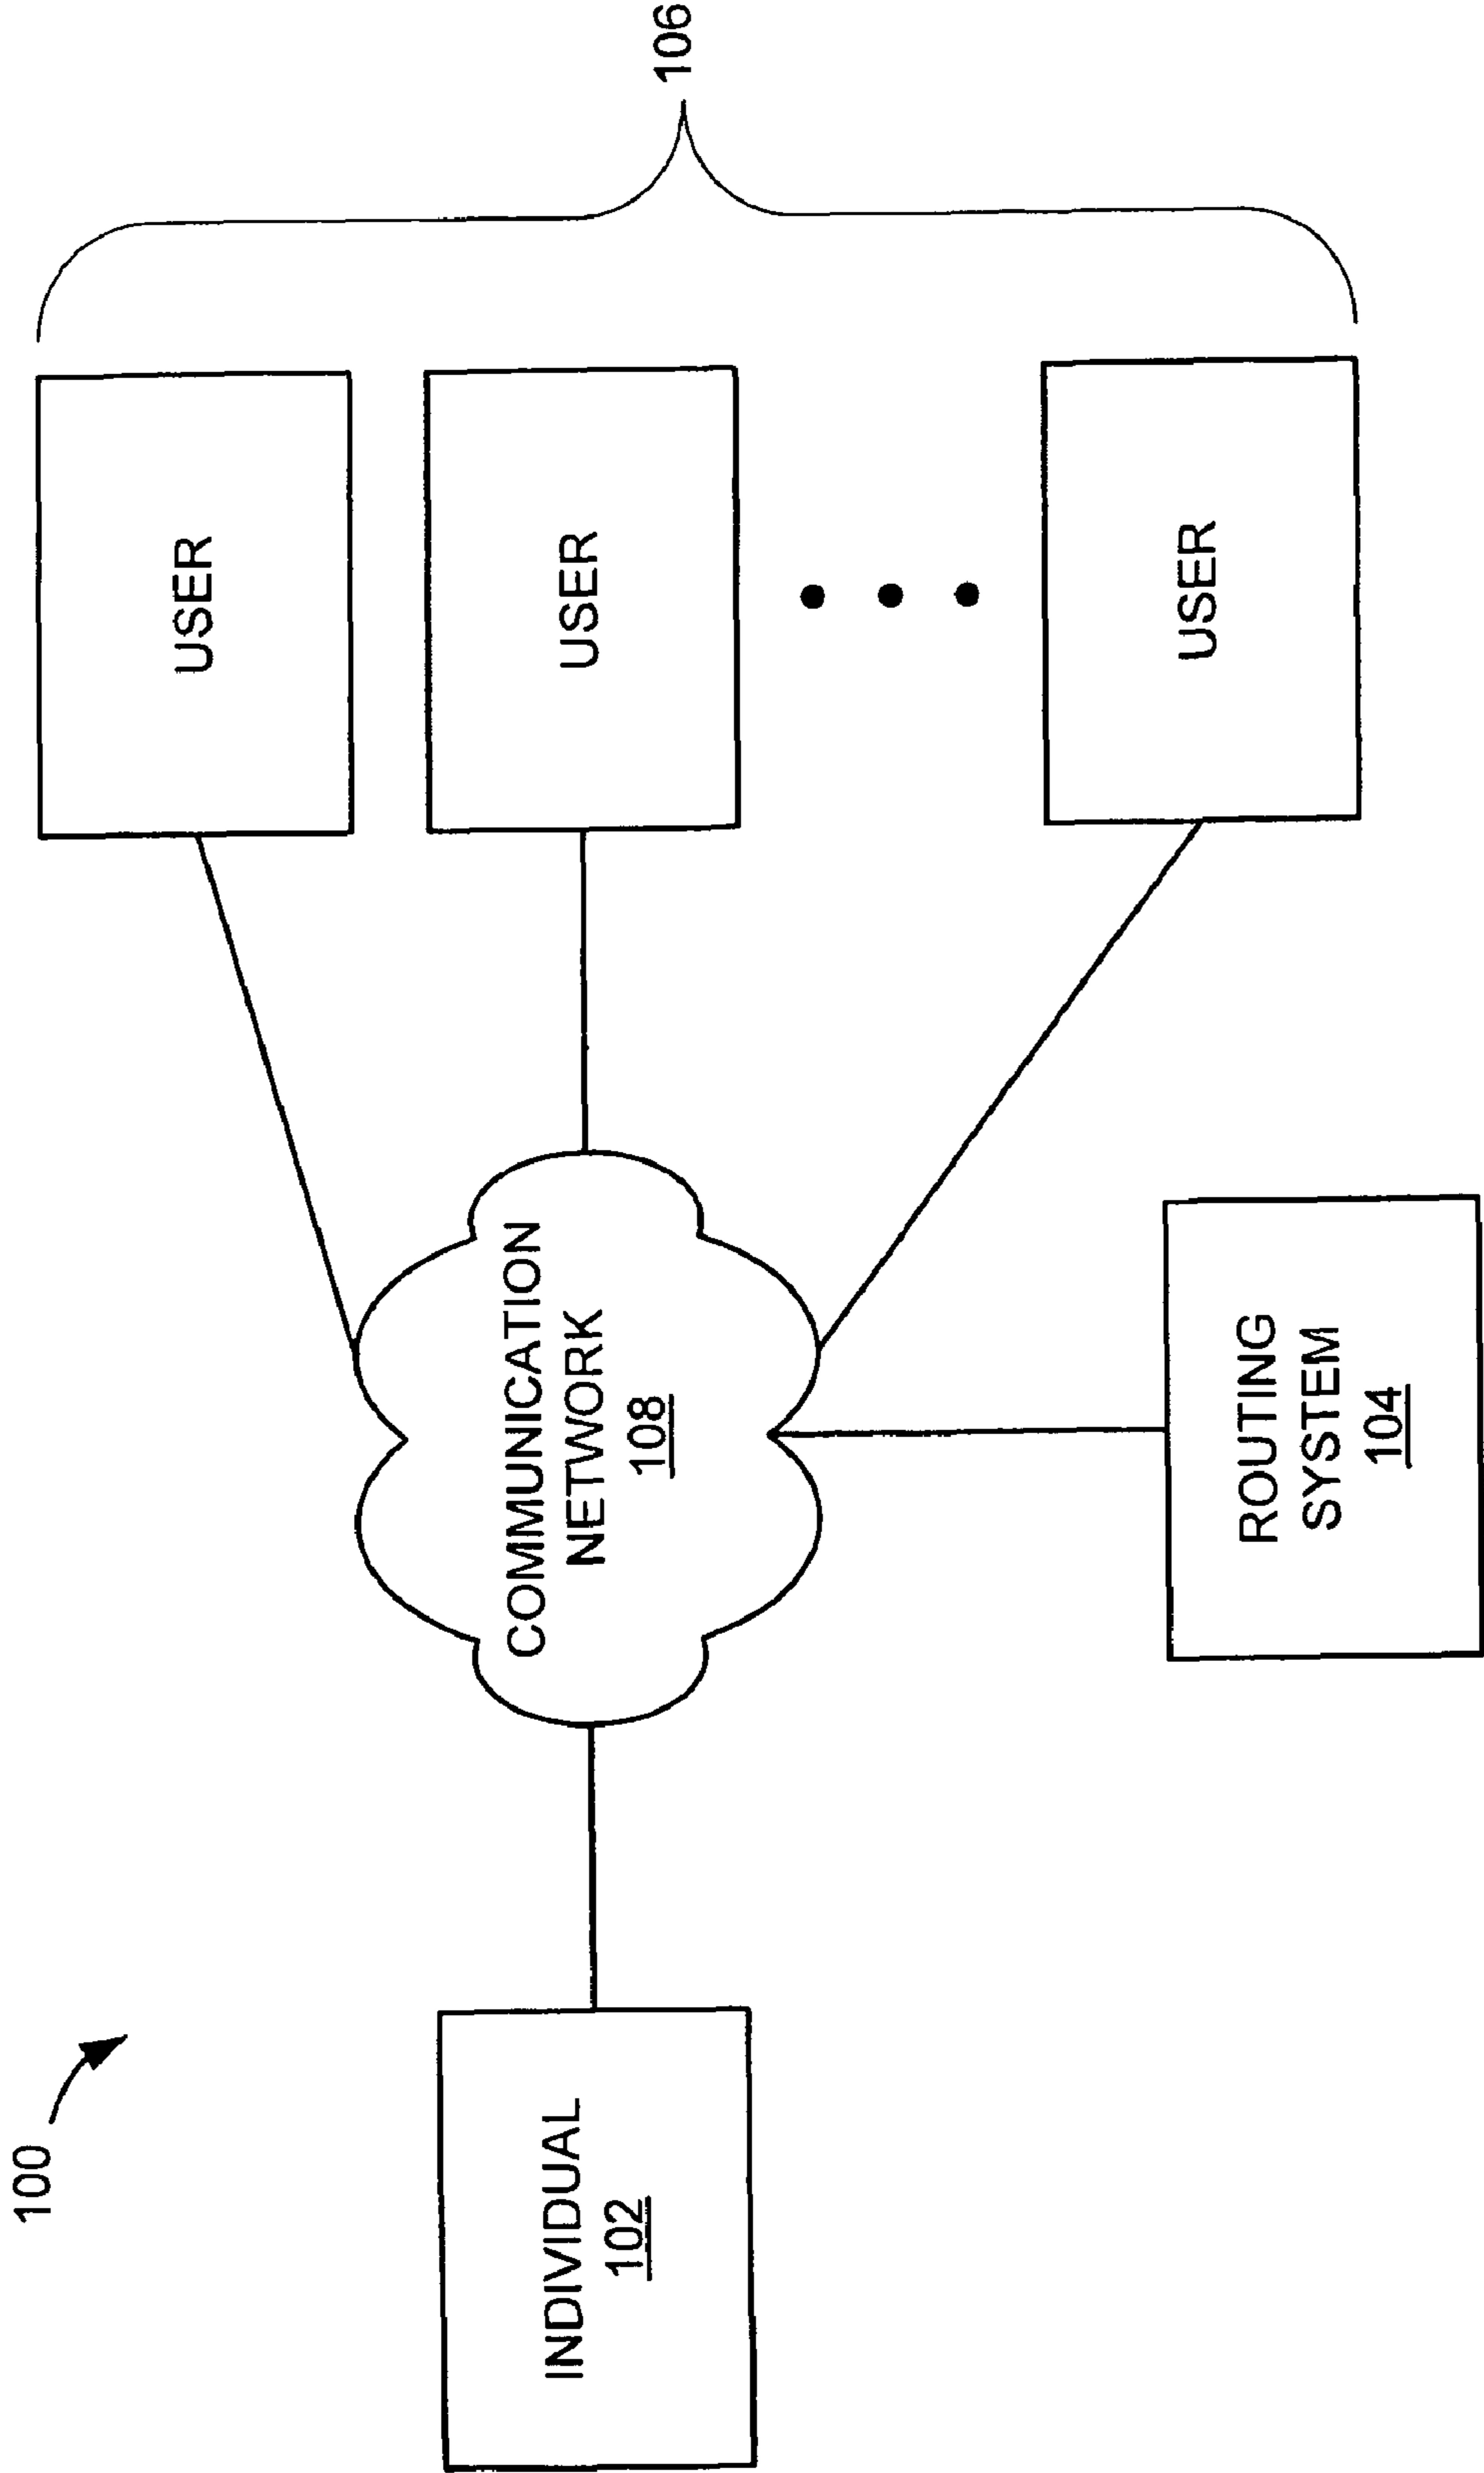 100
USER
USER
USER
106
COMMUNICATION
NETWORK
108
INDIVIDUAL
102
ROUTING
SYSTEM
104